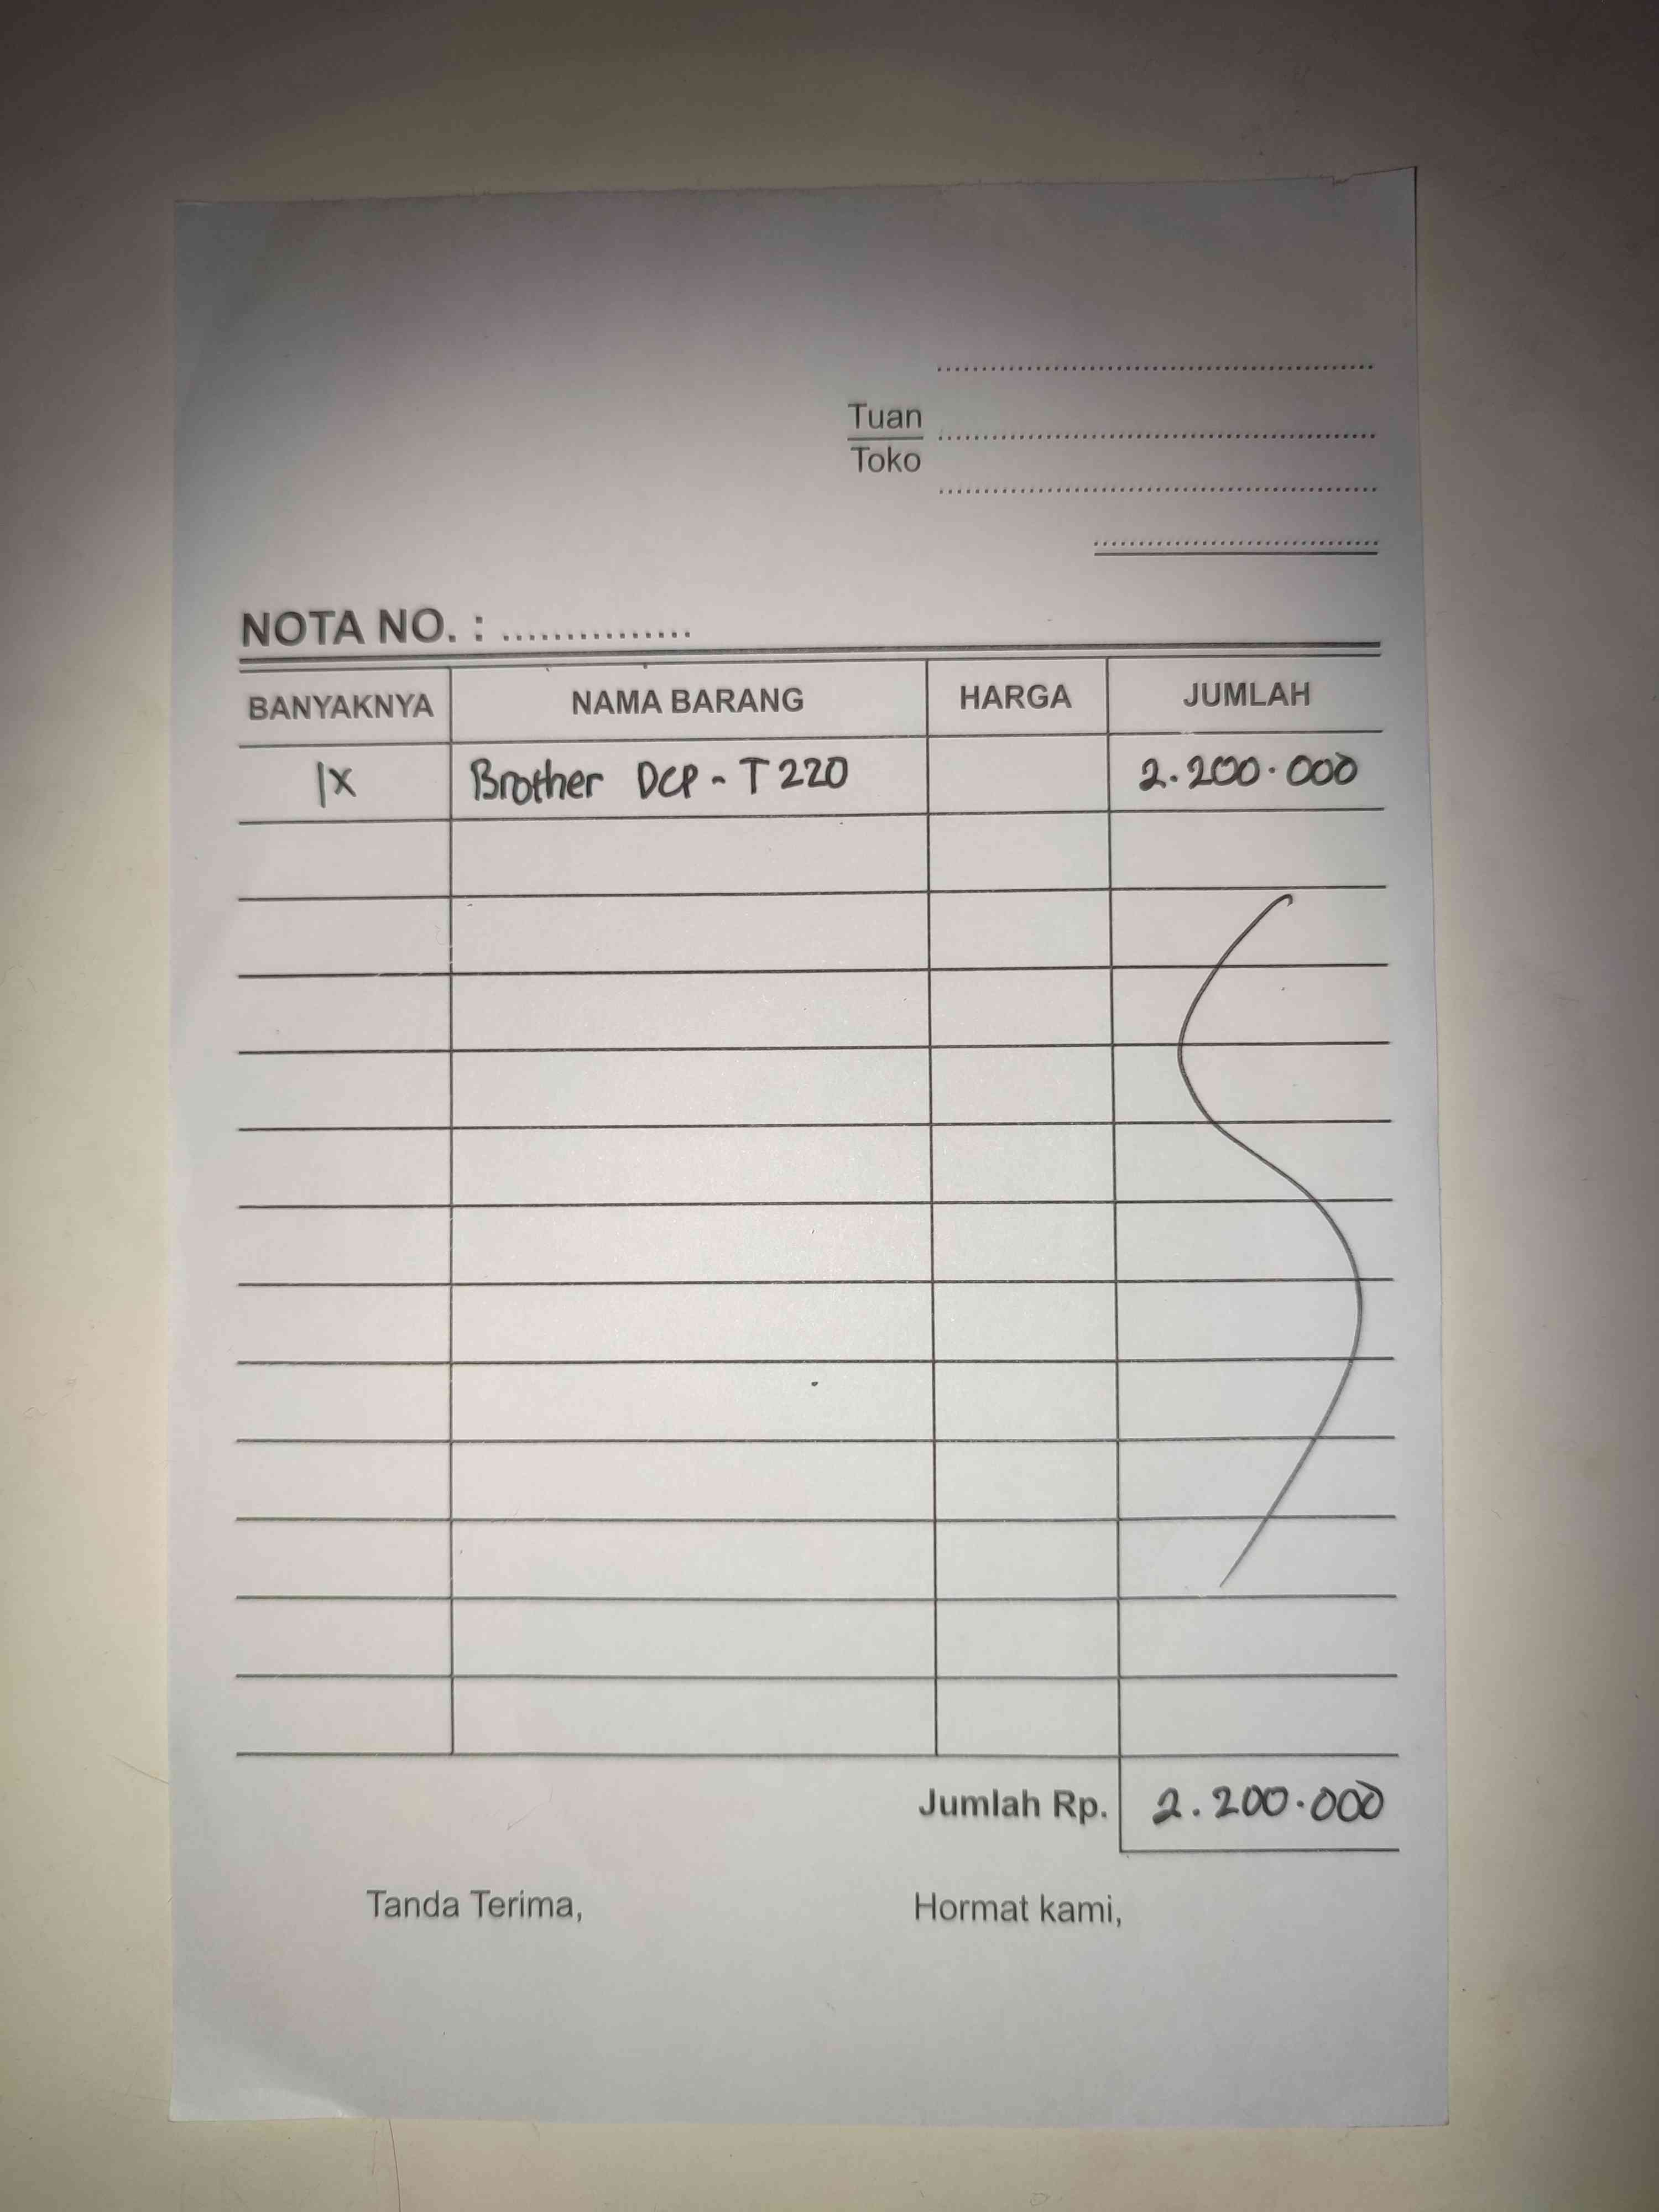 Tuan
Toko
NOTA NO. : ...............
BANYAKNYA NAMA BARANG HARGA JUMLAH
1x Brother DCP - T220 2.200.000
Jumlah Rp. 2.200.000
Tanda Terima, Hormat kami,